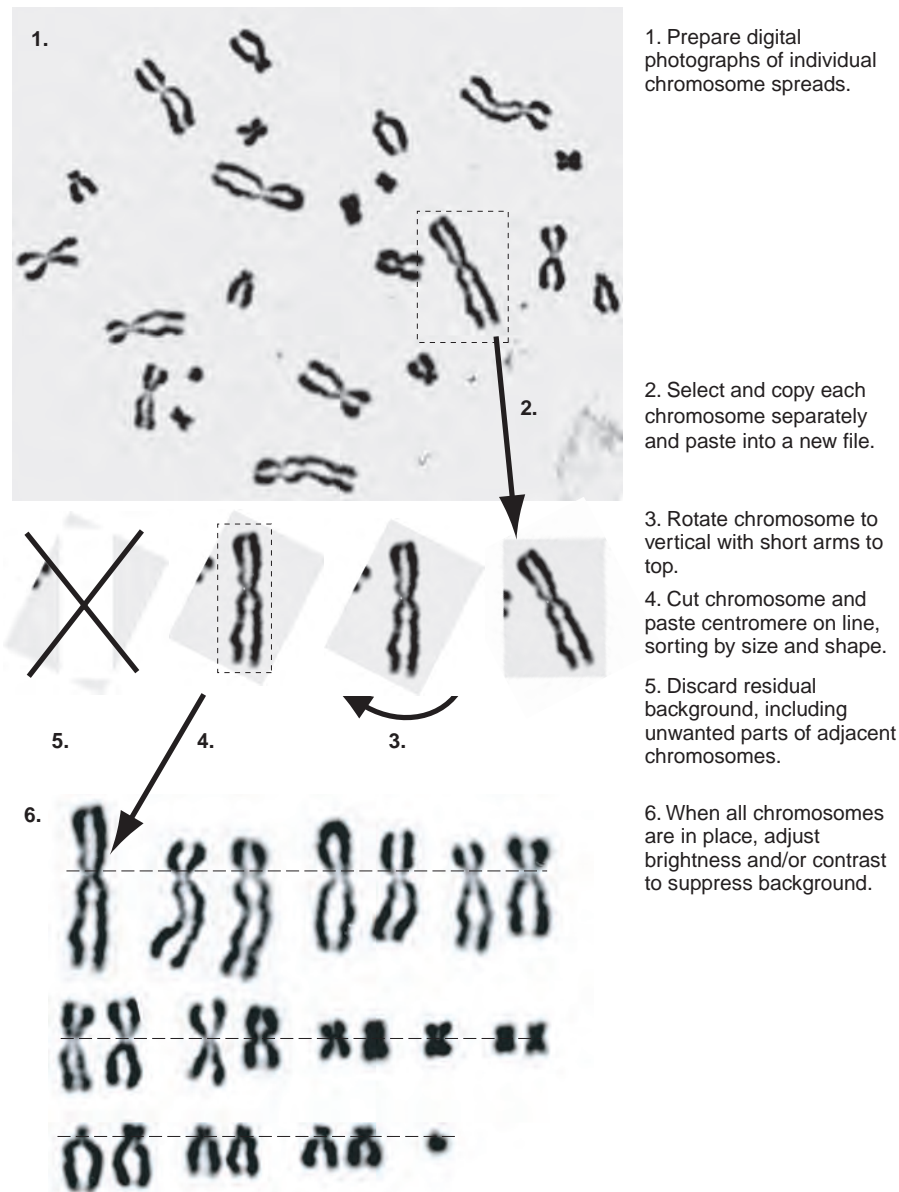 1.
1. Prepare digital
photographs of individual
chromosome spreads.
2.
2. Select and copy each
chromosome separately
and paste into a new file.
3. Rotate chromosome to
vertical with short arms to
top.
4. Cut chromosome and
paste centromere on line,
sorting by size and shape.
5. Discard residual
background, including
unwanted parts of adjacent
chromosomes.
5.
4.
3.
6.
6. When all chromosomes
are in place, adjust
brightness and/or contrast
to suppress background.